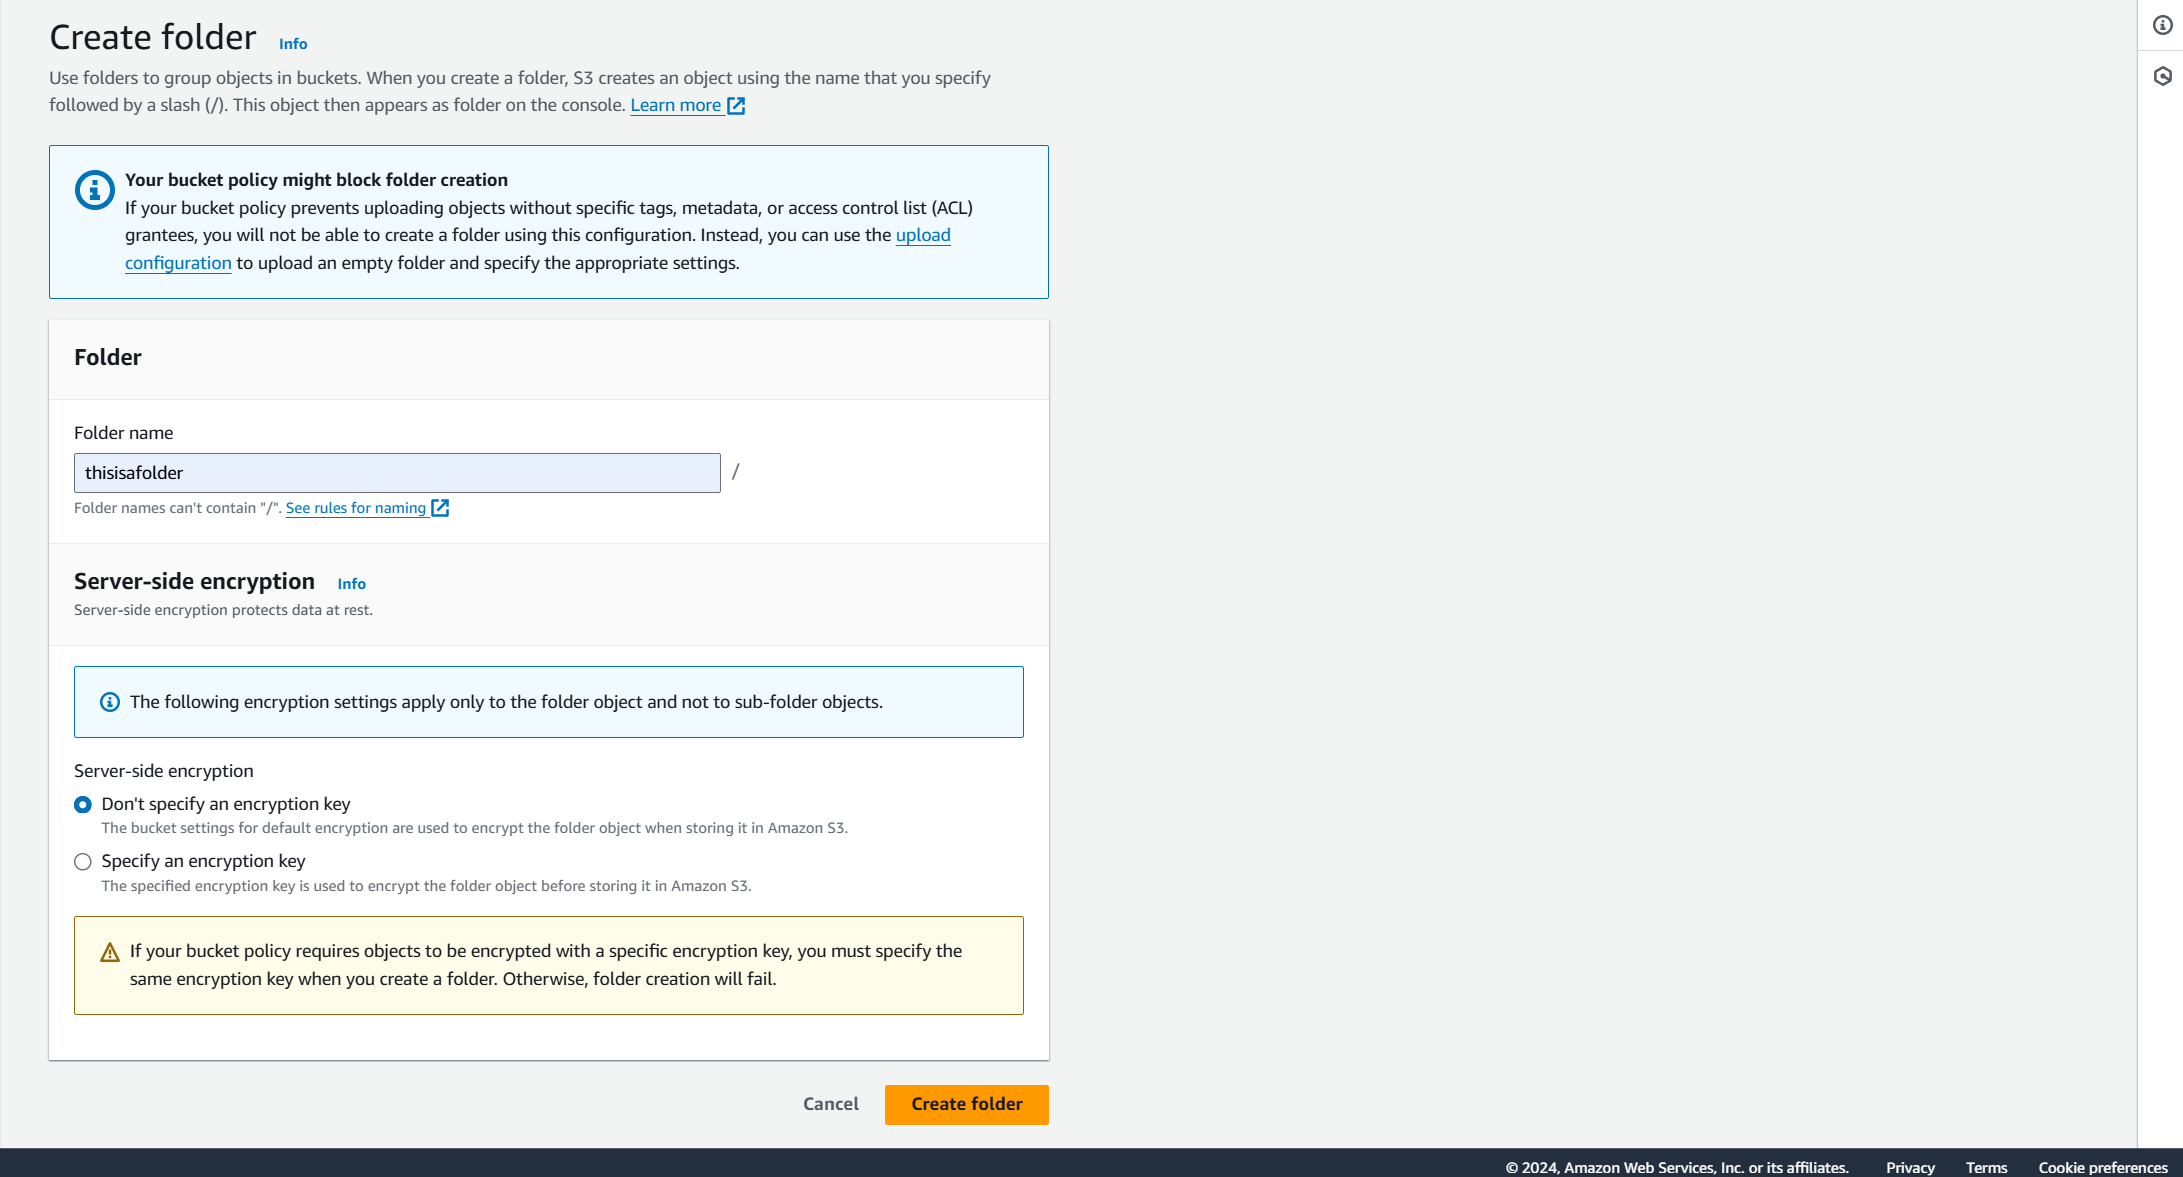 Create folder Info
Use folders to group objects in buckets. When you create a folder, S3 creates an object using the name that you specify
followed by a slash (/). This object then appears as folder on the console. Learn more
Your bucket policy might block folder creation
If your bucket policy prevents uploading objects without specific tags, metadata, or access control list (ACL)
grantees, you will not be able to create a folder using this configuration. Instead, you can use the upload
configuration to upload an empty folder and specify the appropriate settings.
Folder
Folder name
thisisafolder /
Folder names can't contain "/". See rules for naming
Server-side encryption Info
Server-side encryption protects data at rest.
The following encryption settings apply only to the folder object and not to sub-folder objects.
Server-side encryption
Don't specify an encryption key
The bucket settings for default encryption are used to encrypt the folder object when storing it in Amazon S3.
Specify an encryption key
The specified encryption key is used to encrypt the folder object before storing it in Amazon S3.
If your bucket policy requires objects to be encrypted with a specific encryption key, you must specify the
same encryption key when you create a folder. Otherwise, folder creation will fail.
Cancel Create folder
© 2024, Amazon Web Services, Inc. or its affiliates. Privacy Terms Cookie preferences